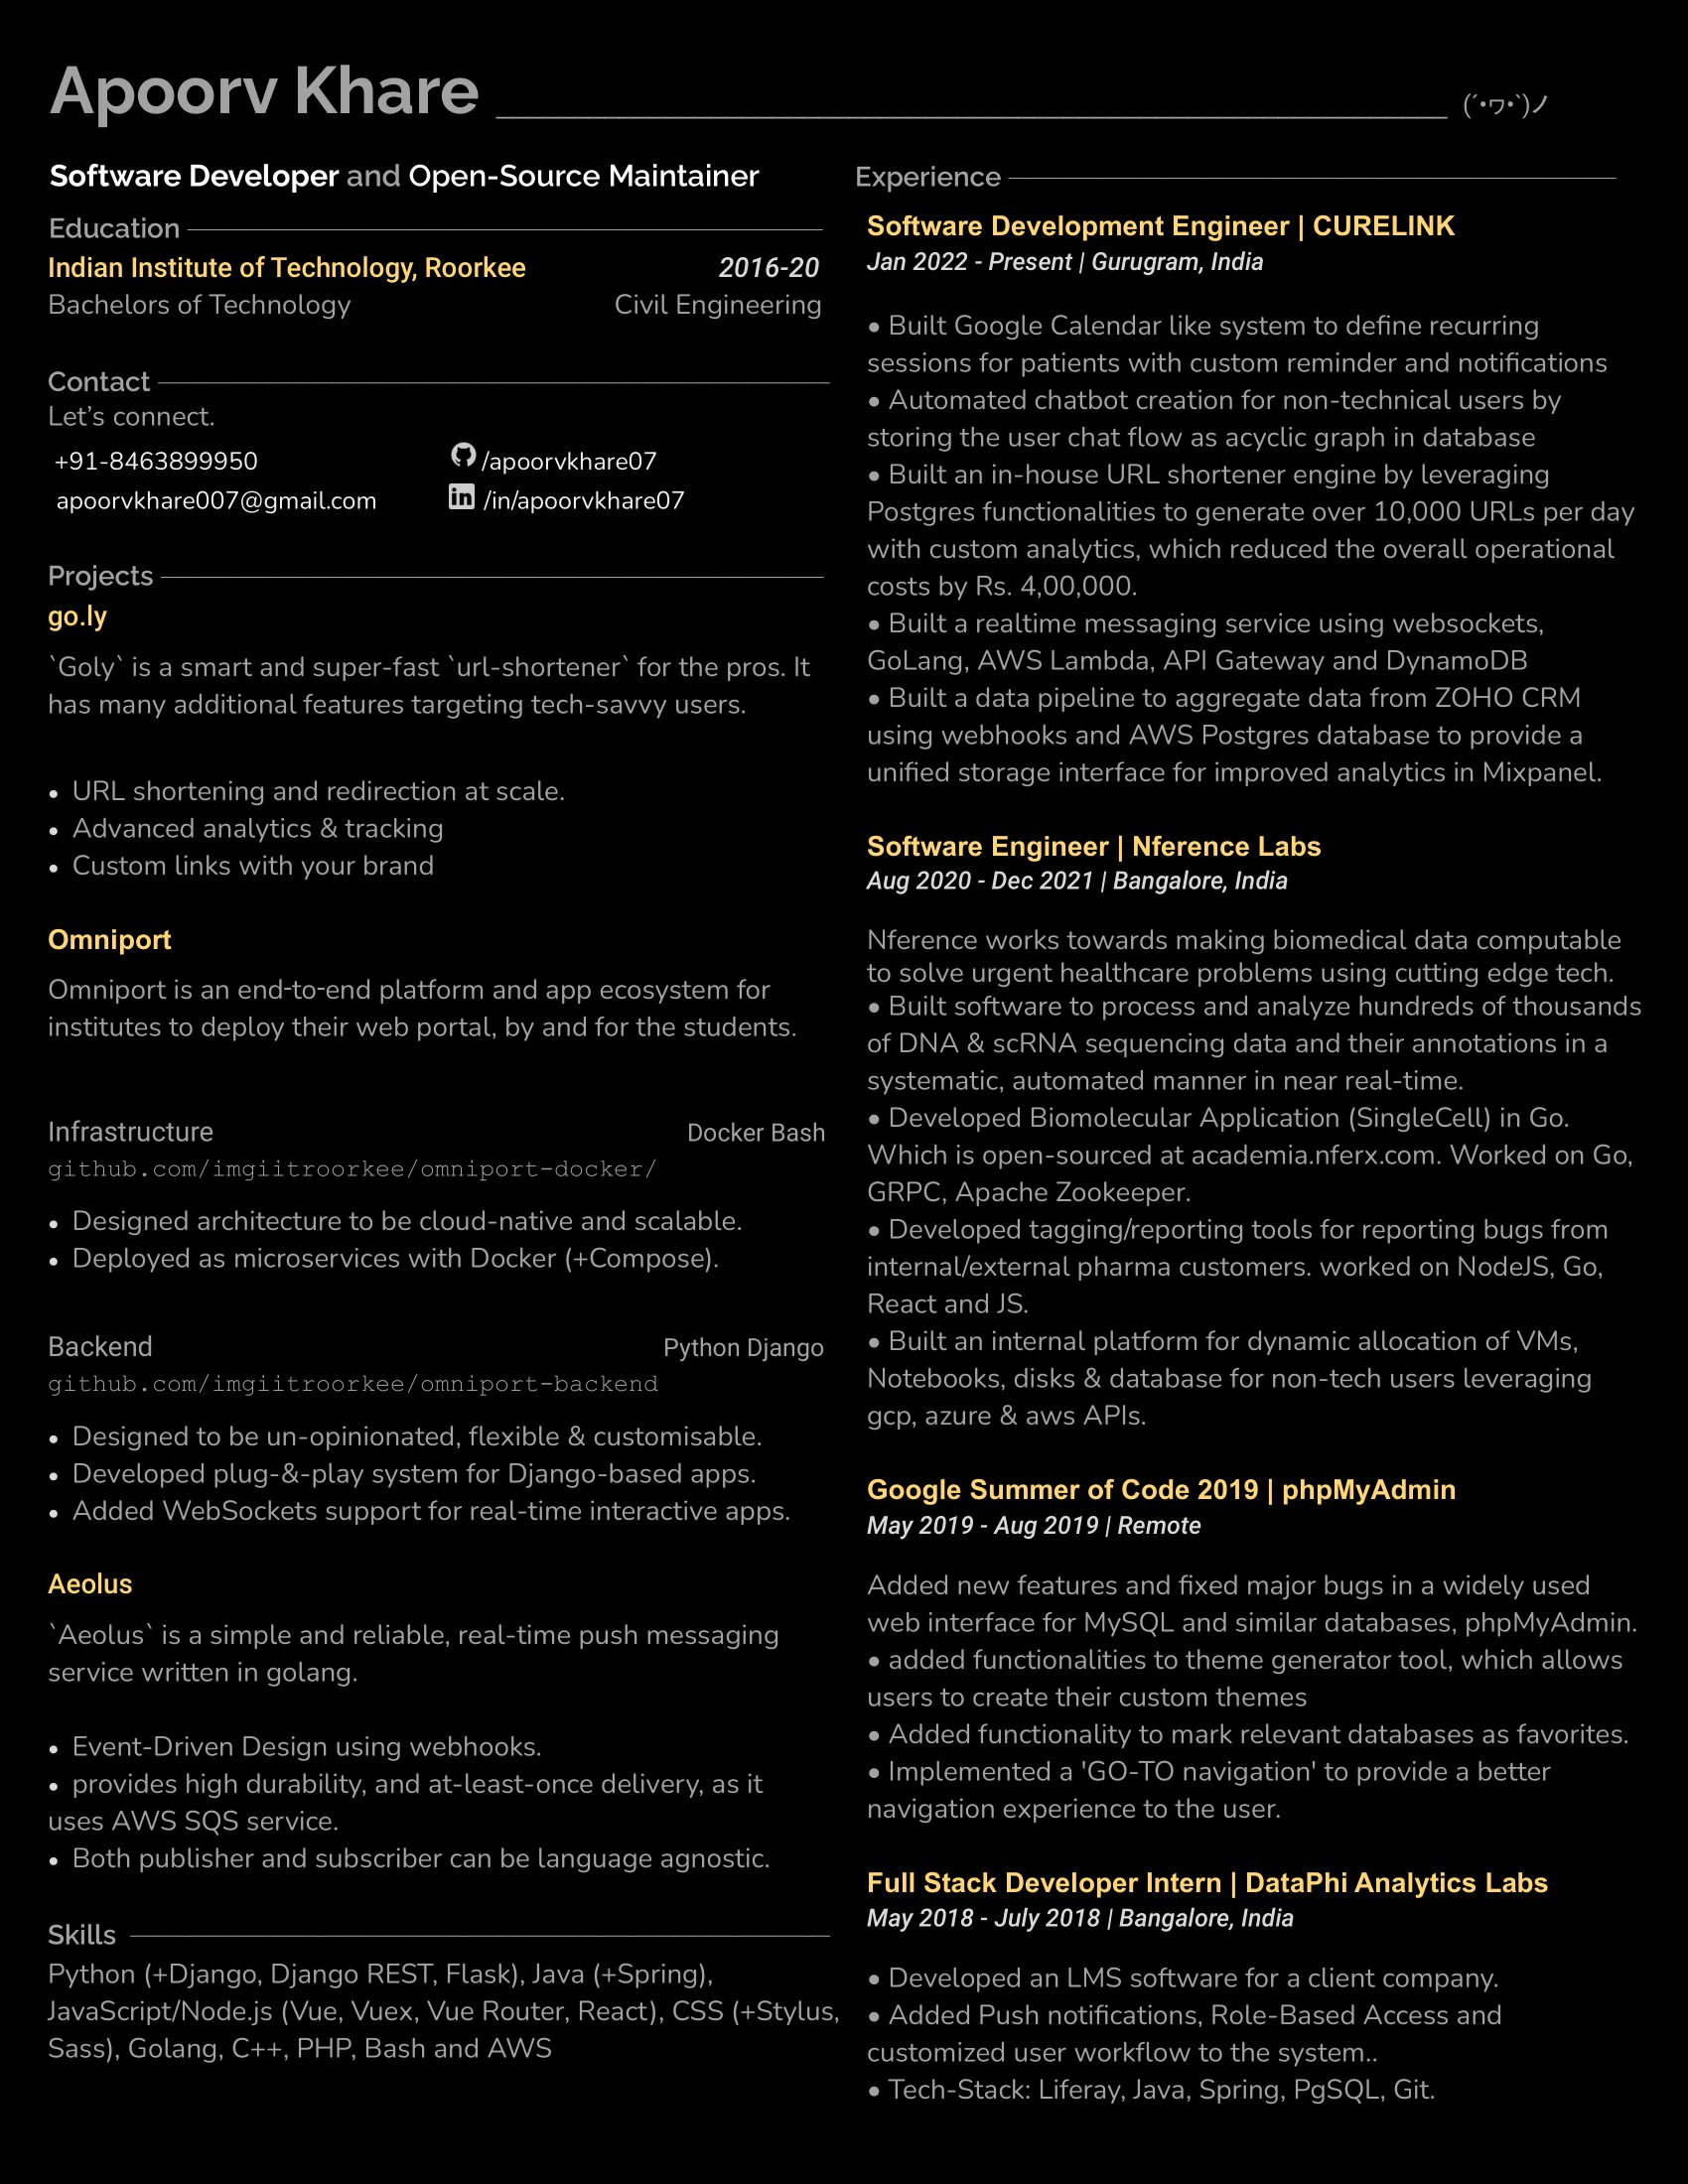 Apoorv Khare (´•ヮ•`)ノ
Software Developer and Open-Source Maintainer
Education
Indian Institute of Technology, Roorkee 2016-20
Bachelors of Technology Civil Engineering
Contact
Let’s connect.
+91-8463899950 /apoorvkhare07
apoorvkhare007@gmail.com /in/apoorvkhare07
Projects
go.ly
`Goly` is a smart and super-fast `url-shortener` for the pros. It
has many additional features targeting tech-savvy users.
• URL shortening and redirection at scale.
• Advanced analytics & tracking
• Custom links with your brand
Omniport
Omniport is an end-to-end platform and app ecosystem for
institutes to deploy their web portal, by and for the students.
Infrastructure Docker Bash
github.com/imgiitroorkee/omniport-docker/
• Designed architecture to be cloud-native and scalable.
• Deployed as microservices with Docker (+Compose).
Backend Python Django
github.com/imgiitroorkee/omniport-backend
• Designed to be un-opinionated, flexible & customisable.
• Developed plug-&-play system for Django-based apps.
• Added WebSockets support for real-time interactive apps.
Aeolus
`Aeolus` is a simple and reliable, real-time push messaging
service written in golang.
• Event-Driven Design using webhooks.
• provides high durability, and at-least-once delivery, as it
uses AWS SQS service.
• Both publisher and subscriber can be language agnostic.
Skills
Python (+Django, Django REST, Flask), Java (+Spring),
JavaScript/Node.js (Vue, Vuex, Vue Router, React), CSS (+Stylus,
Sass), Golang, C++, PHP, Bash and AWS
Experience
Software Development Engineer | CURELINK
Jan 2022 - Present | Gurugram, India
• Built Google Calendar like system to define recurring
sessions for patients with custom reminder and notifications
• Automated chatbot creation for non-technical users by
storing the user chat flow as acyclic graph in database
• Built an in-house URL shortener engine by leveraging
Postgres functionalities to generate over 10,000 URLs per day
with custom analytics, which reduced the overall operational
costs by Rs. 4,00,000.
• Built a realtime messaging service using websockets,
GoLang, AWS Lambda, API Gateway and DynamoDB
• Built a data pipeline to aggregate data from ZOHO CRM
using webhooks and AWS Postgres database to provide a
unified storage interface for improved analytics in Mixpanel.
Software Engineer | Nference Labs
Aug 2020 - Dec 2021 | Bangalore, India
Nference works towards making biomedical data computable
to solve urgent healthcare problems using cutting edge tech.
• Built software to process and analyze hundreds of thousands
of DNA & scRNA sequencing data and their annotations in a
systematic, automated manner in near real-time.
• Developed Biomolecular Application (SingleCell) in Go.
Which is open-sourced at academia.nferx.com. Worked on Go,
GRPC, Apache Zookeeper.
• Developed tagging/reporting tools for reporting bugs from
internal/external pharma customers. worked on NodeJS, Go,
React and JS.
• Built an internal platform for dynamic allocation of VMs,
Notebooks, disks & database for non-tech users leveraging
gcp, azure & aws APIs.
Google Summer of Code 2019 | phpMyAdmin
May 2019 - Aug 2019 | Remote
Added new features and fixed major bugs in a widely used
web interface for MySQL and similar databases, phpMyAdmin.
• added functionalities to theme generator tool, which allows
users to create their custom themes
• Added functionality to mark relevant databases as favorites.
• Implemented a 'GO-TO navigation' to provide a better
navigation experience to the user.
Full Stack Developer Intern | DataPhi Analytics Labs
May 2018 - July 2018 | Bangalore, India
• Developed an LMS software for a client company.
• Added Push notifications, Role-Based Access and
customized user workflow to the system..
• Tech-Stack: Liferay, Java, Spring, PgSQL, Git.